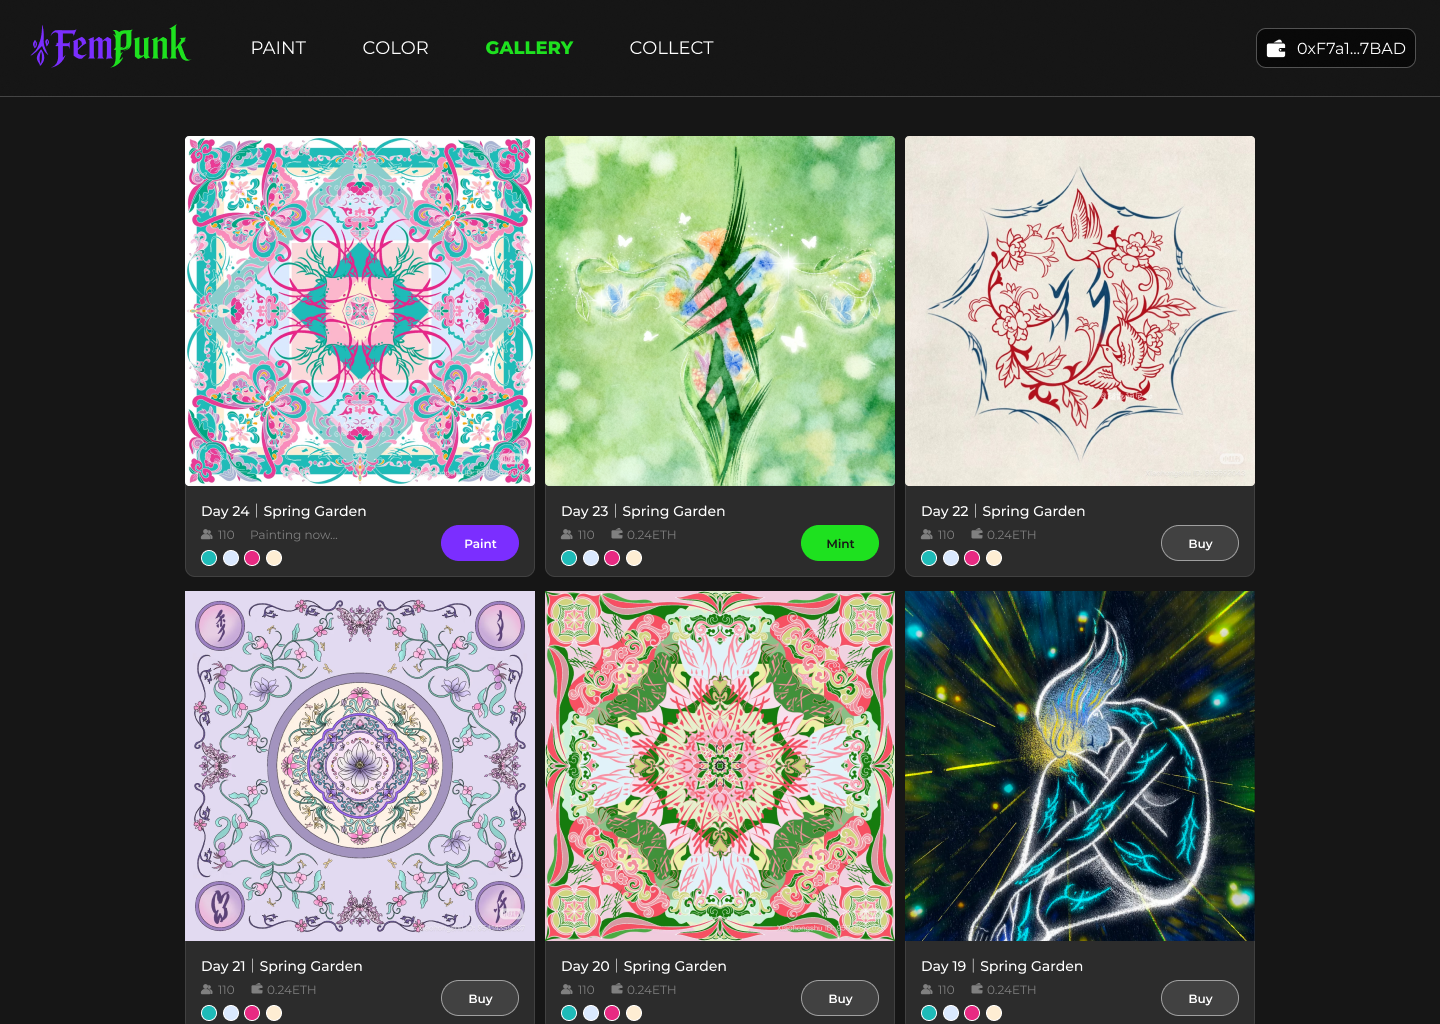 FemPunk
PAINT
COLOR
GALLERY
COLLECT
0xF7a1...7BAD
Day 24 | Spring Garden
110
Painting now...
Paint
Day 23 | Spring Garden
110
0.24ETH
Mint
Day 22 | Spring Garden
110
0.24ETH
Buy
Day 21 | Spring Garden
110
0.24ETH
Buy
Day 20 | Spring Garden
110
0.24ETH
Buy
Day 19 | Spring Garden
110
0.24ETH
Buy